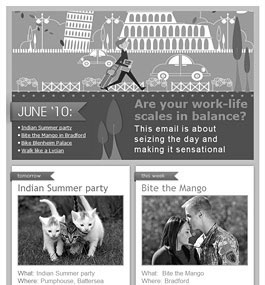 JUNE '10:
• Indian Summer party
• Bite the Mango in Bradford
• Bike Blenheim Palace
• Walk like a Lycian
Are your work-life
scales in balance?
This email is about
seizing the day and
making it sensational
tomorrow
Indian Summer party
What: Indian Summer party
Where: Pumphouse, Battersea
this week
Bite the Mango
What: Bite the Mango
Where: Bradford